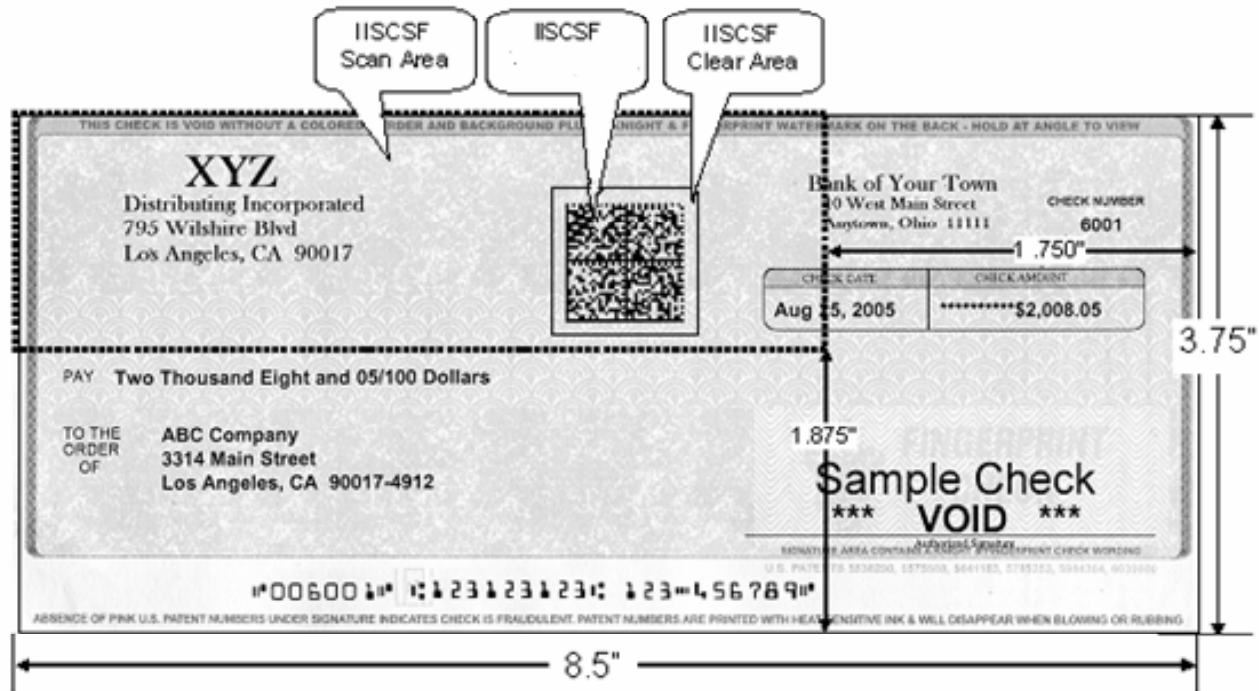 IISCSF
Scan Area
IISCSF
IISCSF
Clear Area
THIS CHECK IS VOID WITHOUT A COLORED BORDER AND BACKGROUND PLUS KNIGHT & FINGERPRINT WATERMARK ON THE BACK - HOLD AT ANGLE TO VIEW
XYZ
Distributing Incorporated
795 Wilshire Blvd
Los Angeles, CA 90017
Bank of Your Town
0 West Main Street
Anytown, Ohio 11111
CHECK NUMBER
6001
1.750"
CHECK DATE
CHECK AMOUNT
Aug 5, 2005
**********$2,008.05
3.75"
PAY Two Thousand Eight and 05/100 Dollars
TO THE
ORDER
OF
ABC Company
3314 Main Street
Los Angeles, CA 90017-4912
1.875"
FINGERPRINT
Sample Check
*** VOID ***
Authorized Signature
SIGNATURE AREA CONTAINS A KNIGHT & FINGERPRINT CHECK WORDING
U.S. PATENTS
⑈006001⑈ ⑆123123123⑆ 123⑉456789⑈
ABSENCE OF PINK U.S. PATENT NUMBERS UNDER SIGNATURE INDICATES CHECK IS FRAUDULENT. PATENT NUMBERS ARE PRINTED WITH HEAT SENSITIVE INK & WILL DISAPPEAR WHEN BLOWING OR RUBBING
8.5"